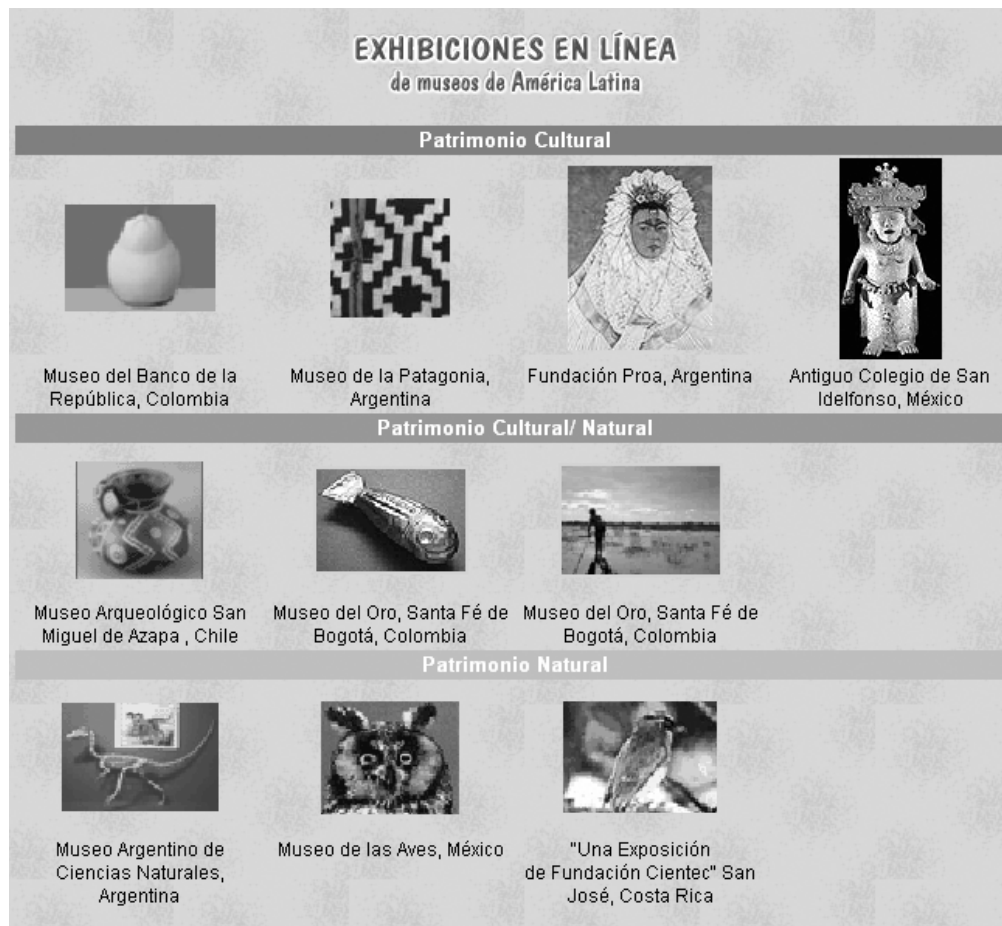 EXHIBICIONES EN LÍNEA
de museos de América Latina
Patrimonio Cultural
Museo del Banco de la
República, Colombia
Museo de la Patagonia,
Argentina
Fundación Proa, Argentina
Antiguo Colegio de San
Idelfonso, México
Patrimonio Cultural/ Natural
Museo Arqueológico San
Miguel de Azapa , Chile
Museo del Oro, Santa Fé de
Bogotá, Colombia
Museo del Oro, Santa Fé de
Bogotá, Colombia
Patrimonio Natural
Museo Argentino de
Ciencias Naturales,
Argentina
Museo de las Aves, México
"Una Exposición
de Fundación Cientec" San
José, Costa Rica